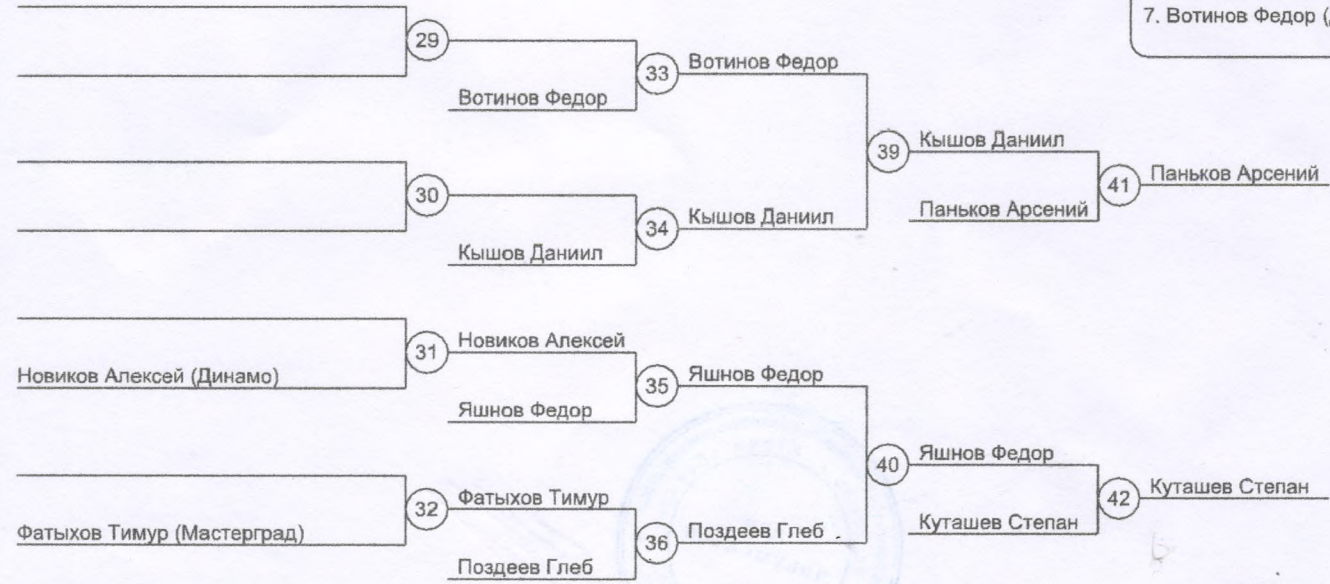 7. Вотинов Федор (
29
33 Вотинов Федор
Вотинов Федор
39 Кышов Даниил
30
41 Паньков Арсений
Паньков Арсений
34 Кышов Даниил
Кышов Даниил
31 Новиков Алексей
Новиков Алексей (Динамо)
35 Яшнов Федор
Яшнов Федор
40 Яшнов Федор
32 Фатыхов Тимур
42 Куташев Степан
Куташев Степан
Фатыхов Тимур (Мастерград)
36 Поздеев Глеб
Поздеев Глеб